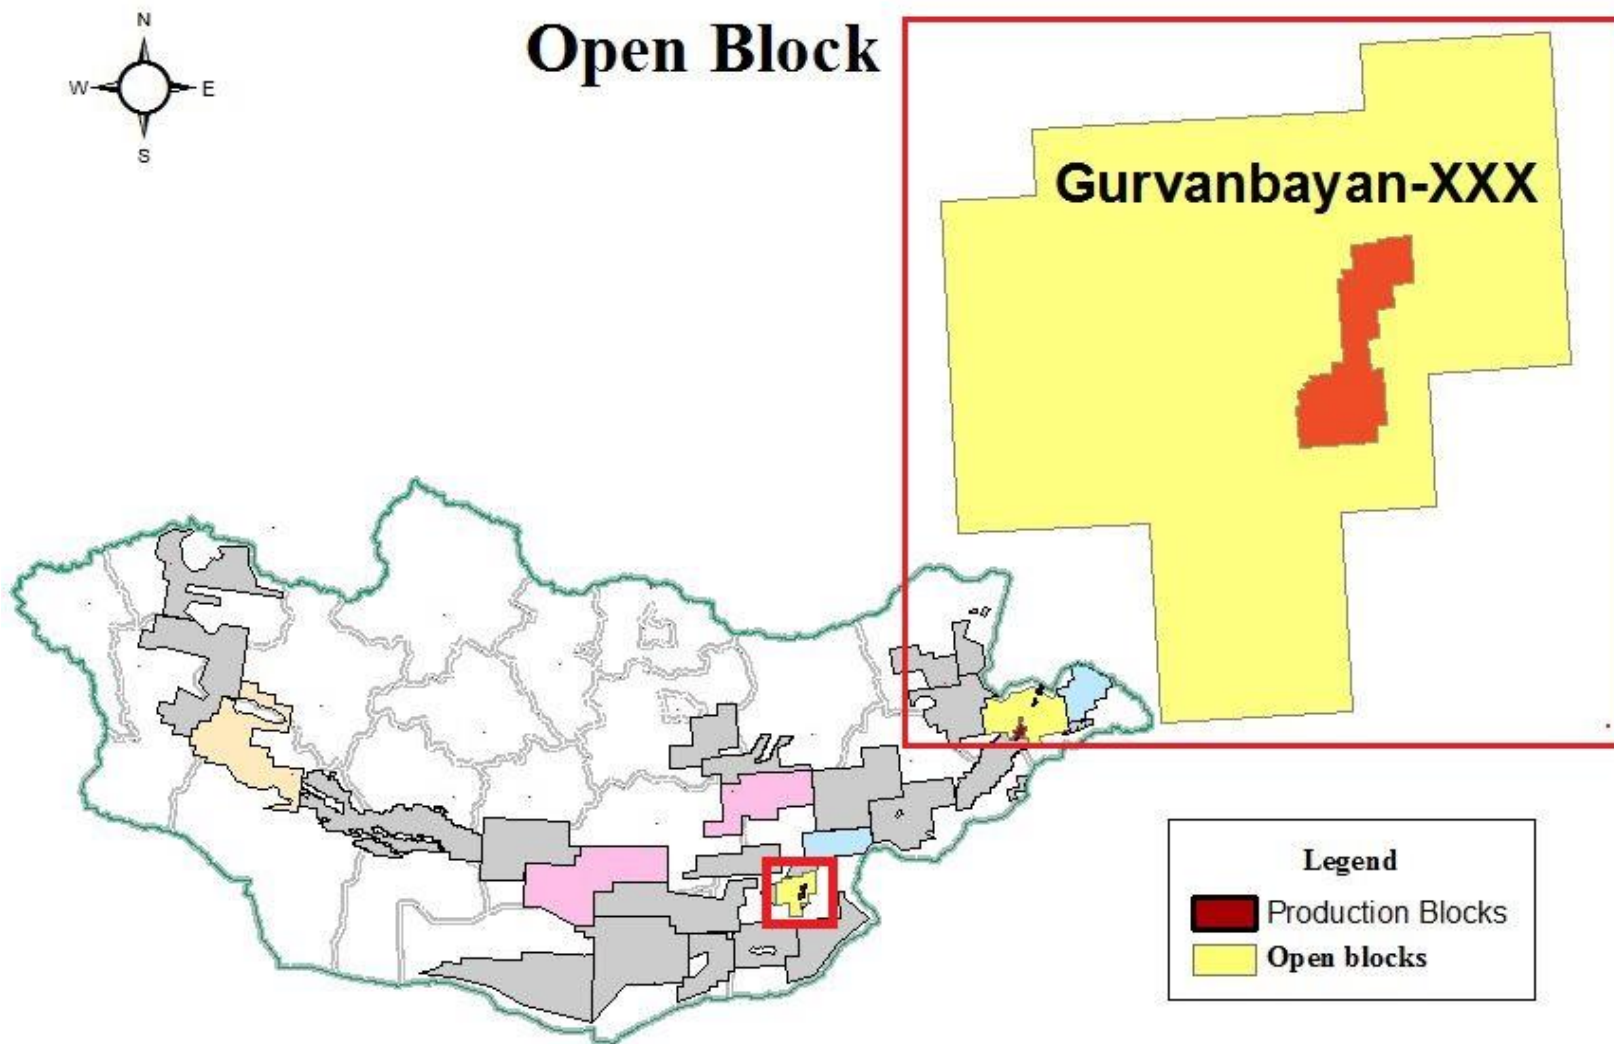 N
W E
S
Open Block
Gurvanbayan-XXX
Legend
Production Blocks
Open blocks